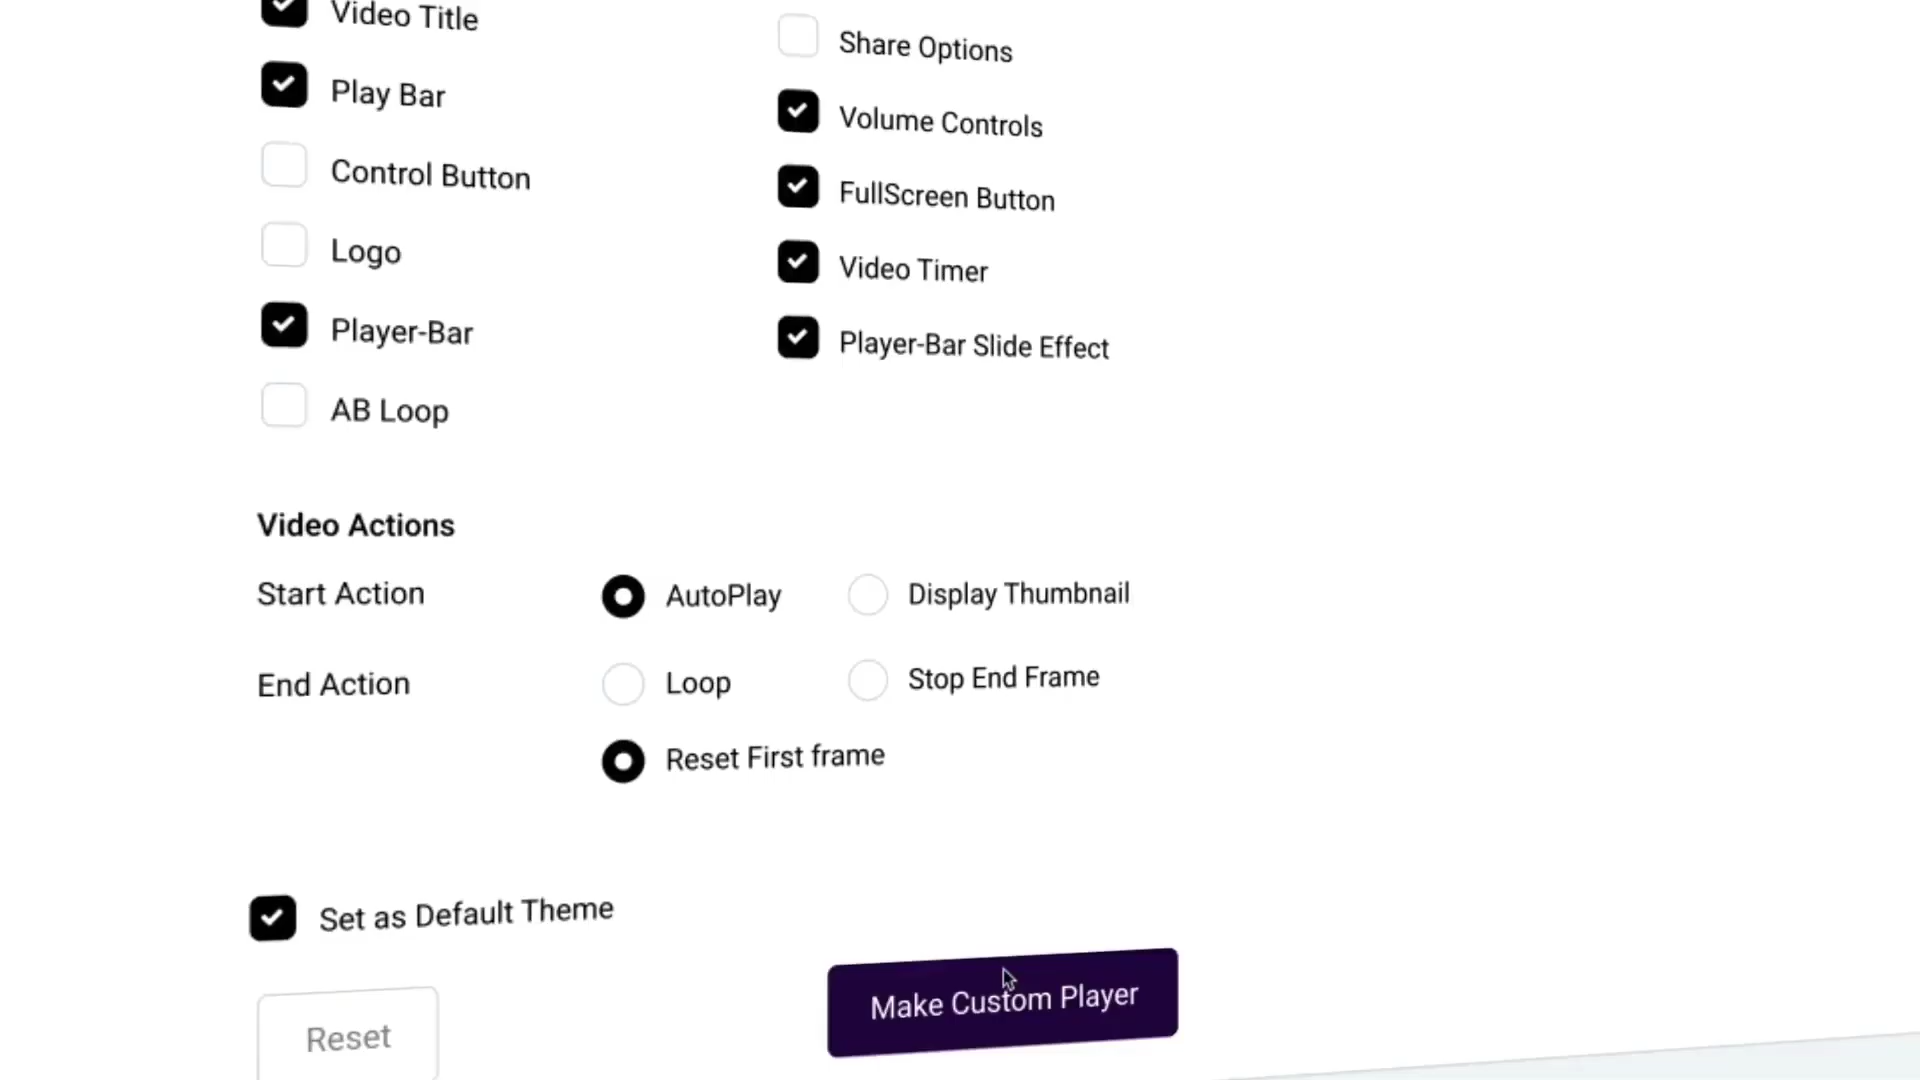 Video Title
Share Options
Play Bar
Volume Controls
Control Button
FullScreen Button
Logo
Video Timer
Player-Bar
Player-Bar Slide Effect
AB Loop
Video Actions
Start Action
AutoPlay
Display Thumbnail
End Action
Loop
Stop End Frame
Reset First frame
Set as Default Theme
Make Custom Player
Reset